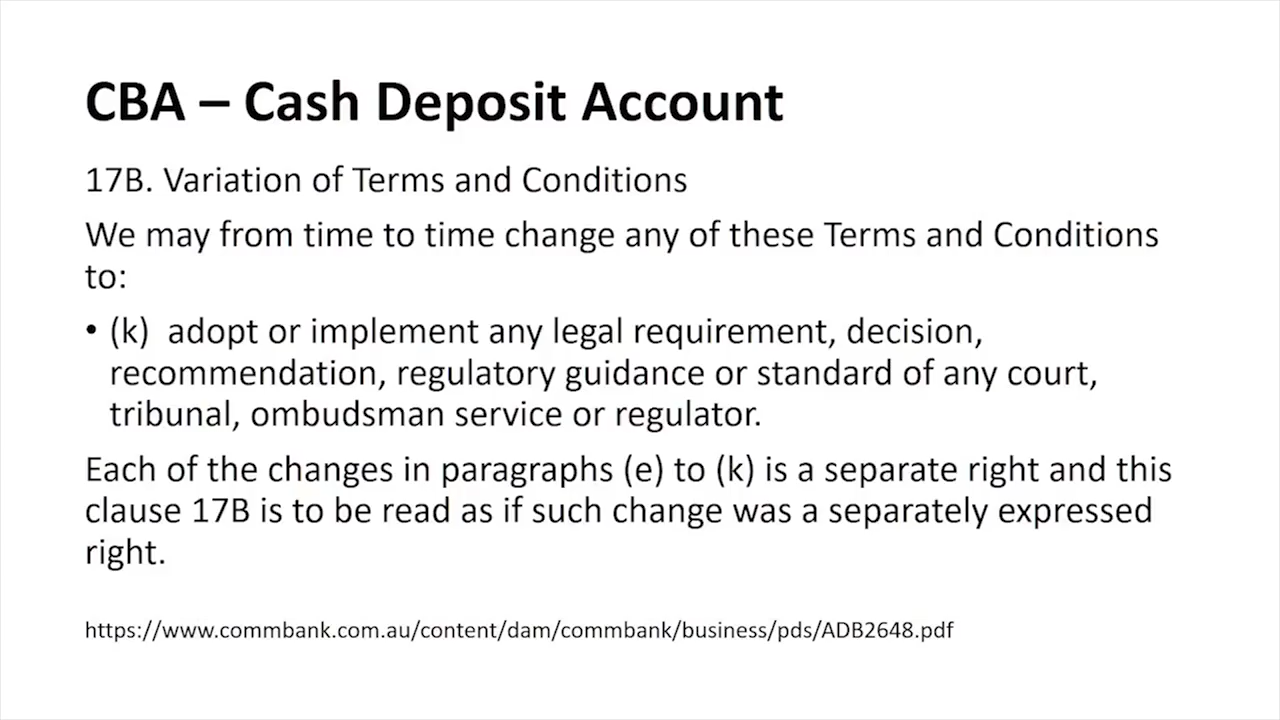 CBA – Cash Deposit Account
17B. Variation of Terms and Conditions
We may from time to time change any of these Terms and Conditions
to:
• (k) adopt or implement any legal requirement, decision,
recommendation, regulatory guidance or standard of any court,
tribunal, ombudsman service or regulator.
Each of the changes in paragraphs (e) to (k) is a separate right and this
clause 17B is to be read as if such change was a separately expressed
right.
https://www.commbank.com.au/content/dam/commbank/business/pds/ADB2648.pdf